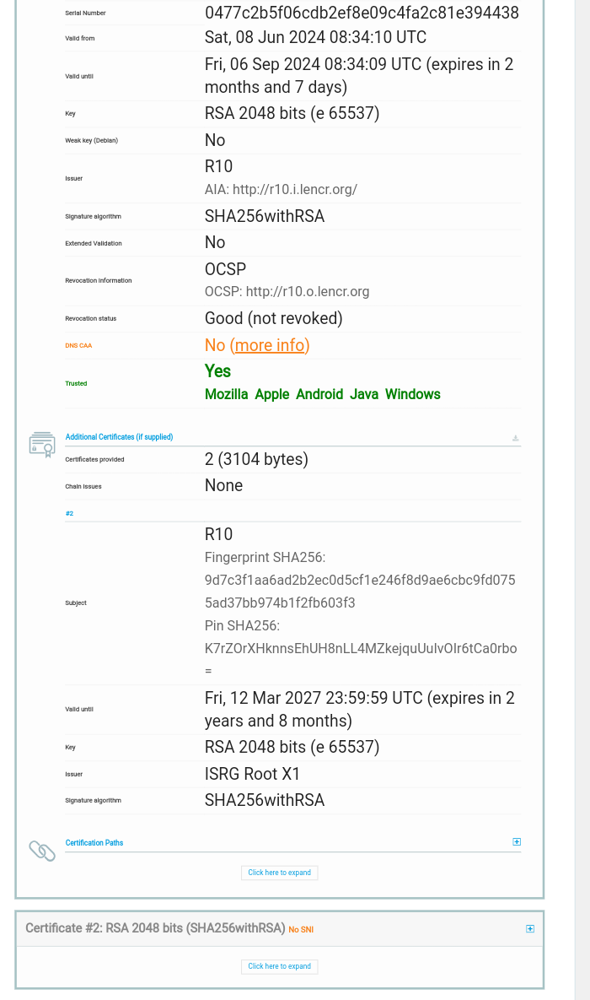 Serial Number 0477c2b5f06cdb2ef8e09c4fa2c81e394438
Valid from Sat, 08 Jun 2024 08:34:10 UTC
Valid until Fri, 06 Sep 2024 08:34:09 UTC (expires in 2
months and 7 days)
Key RSA 2048 bits (e 65537)
Weak key (Debian) No
Issuer R10
AIA: http://r10.i.lencr.org/
Signature algorithm SHA256withRSA
Extended Validation No
Revocation information OCSP
OCSP: http://r10.o.lencr.org
Revocation status Good (not revoked)
DNS CAA No (more info)
Trusted Yes
Mozilla Apple Android Java Windows
Additional Certificates (if supplied)
Certificates provided 2 (3104 bytes)
Chain issues None
#2
Subject R10
Fingerprint SHA256:
9d7c3f1aa6ad2b2ec0d5cf1e246f8d9ae6cbc9fd075
5ad37bb974b1f2fb603f3
Pin SHA256:
K7rZOrXHknnsEhUH8nLL4MZkejquUuIvOIr6tCa0rbo
=
Valid until Fri, 12 Mar 2027 23:59:59 UTC (expires in 2
years and 8 months)
Key RSA 2048 bits (e 65537)
Issuer ISRG Root X1
Signature algorithm SHA256withRSA
Certification Paths
Click here to expand
Certificate #2: RSA 2048 bits (SHA256withRSA) No SNI
Click here to expand